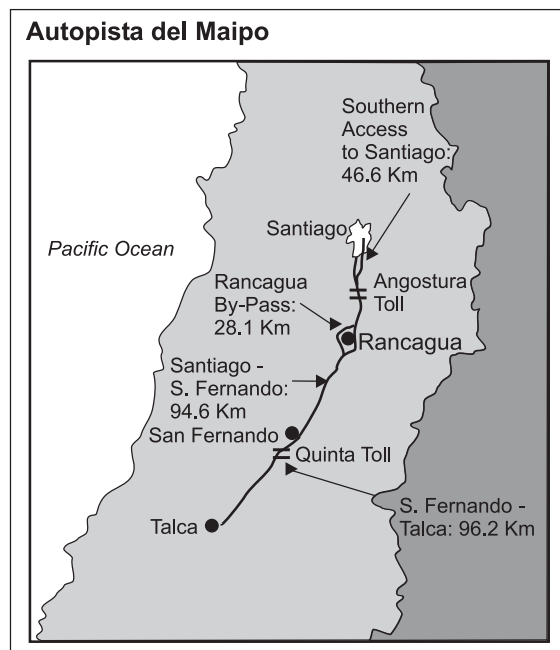 Autopista del Maipo
Southern
Access
to Santiago:
46.6 Km
Santiago
Pacific Ocean
Angostura
Toll
Rancagua
By-Pass:
28.1 Km
Rancagua
Santiago -
S. Fernando:
94.6 Km
San Fernando
Quinta Toll
S. Fernando -
Talca: 96.2 Km
Talca